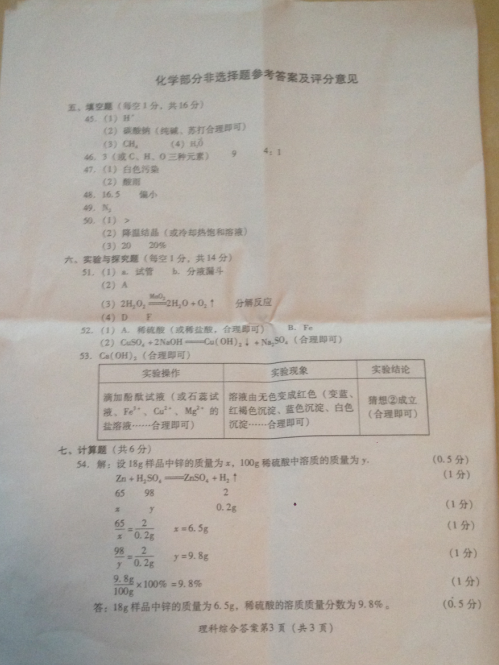 化学部分非选择题参考答案及评分意见
五、填空题（每空1分，共16分）
45.（1）H⁺
（2）碳酸钠（纯碱、苏打合理即可）
（3）CH₄ （4）H₂O
46. 3（或C、H、O三种元素） 9 4：1
47.（1）白色污染
（2）酸雨
48. 16.5 偏小
49. N₂
50.（1）>
（2）降温结晶（或冷却热饱和溶液）
（3）20 20%
六、实验与探究题（每空1分，共14分）
51.（1）a. 试管 b. 分液漏斗
（2）A
（3）2H₂O₂ MnO₂ ══ 2H₂O + O₂↑ 分解反应
（4）D F
52.（1）A. 稀硫酸（或稀盐酸，合理即可） B. Fe
（2）CuSO₄ + 2NaOH ══ Cu(OH)₂↓ + Na₂SO₄（合理即可）
53. Ca(OH)₂（合理即可）
实验操作 实验现象 实验结论
滴加酚酞试液（或石蕊试液、Fe³⁺、Cu²⁺、Mg²⁺的盐溶液……合理即可） 溶液由无色变成红色（变蓝、红褐色沉淀、蓝色沉淀、白色沉淀……合理即可） 猜想②成立（合理即可）
七、计算题（共6分）
54. 解：设18g样品中锌的质量为x，100g稀硫酸中溶质的质量为y. （0.5分）
Zn + H₂SO₄ ══ ZnSO₄ + H₂↑ （1分）
65 98 2
x y 0.2g （1分）
65/x = 2/0.2g x=6.5g （1分）
98/y = 2/0.2g y=9.8g （1分）
9.8g/100g ×100% =9.8% （1分）
答：18g样品中锌的质量为6.5g，稀硫酸的溶质质量分数为9.8%。 （0.5分）
理科综合答案第3页（共3页）